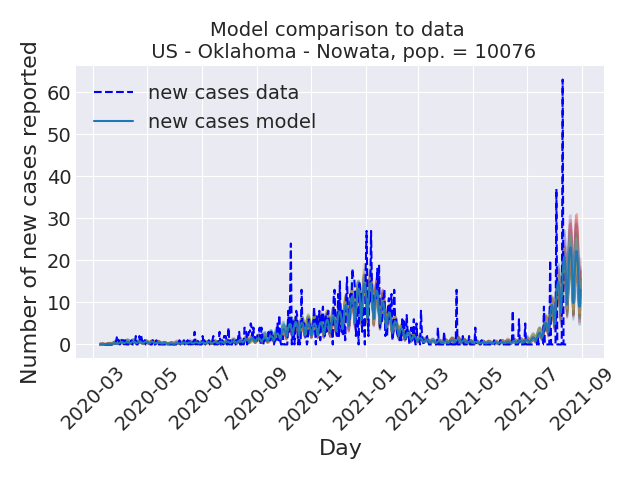 Model comparison to data
US - Oklahoma - Nowata, pop. = 10076
Number of new cases reported
60
50
40
30
20
10
0
new cases data
new cases model
2020-03
2020-05
2020-07
2020-09
2020-11
2021-01
2021-03
2021-05
2021-07
2021-09
Day